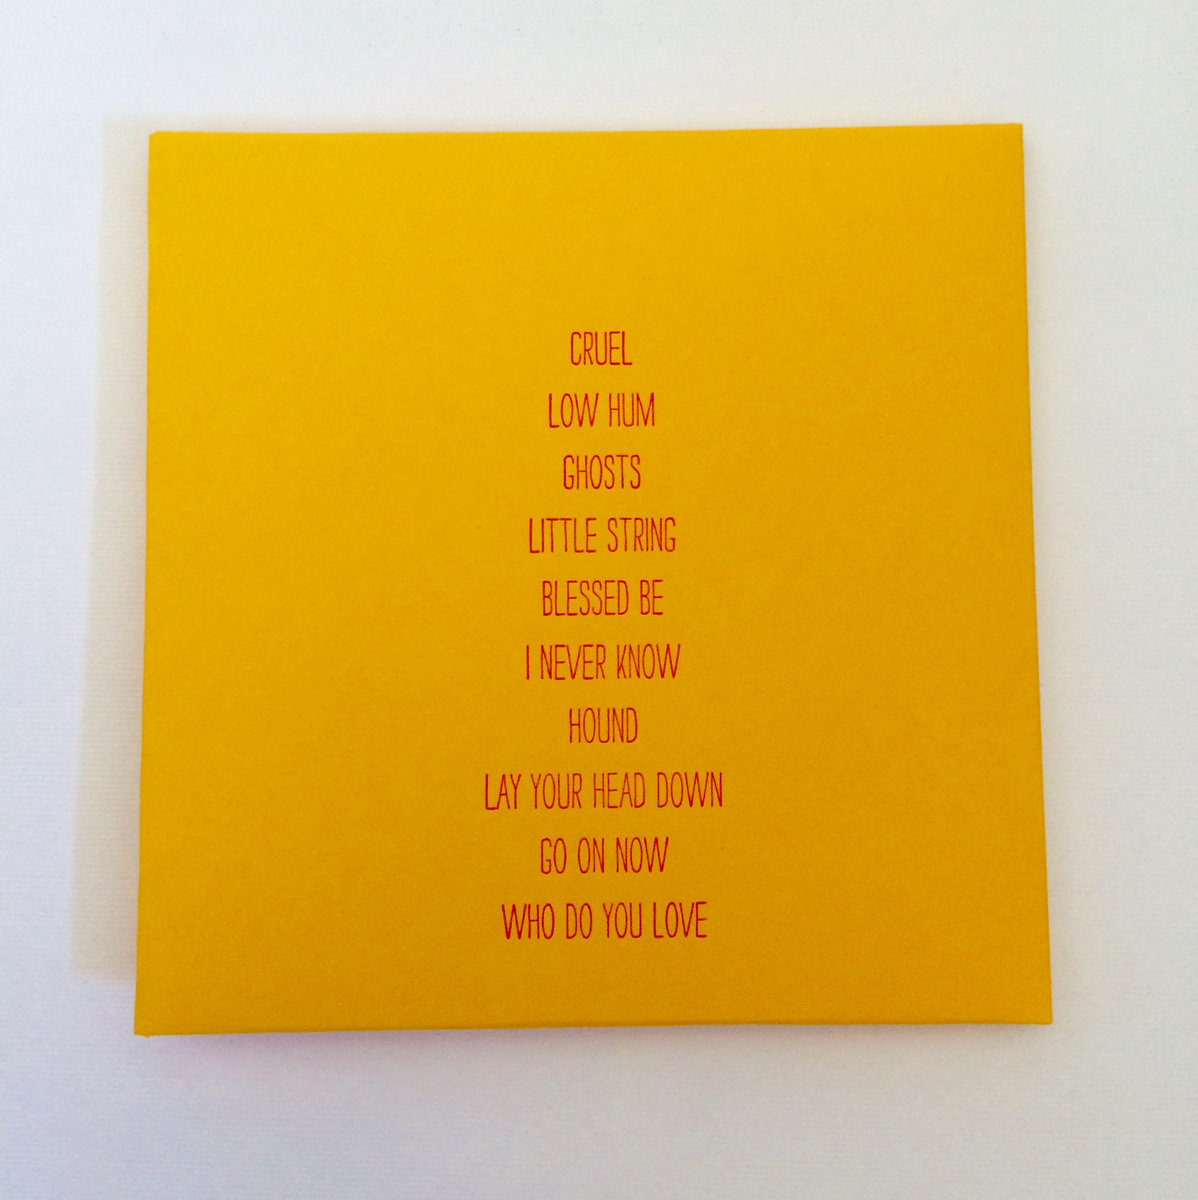 CRUEL
LOW HUM
GHOSTS
LITTLE STRING
BLESSED BE
I NEVER KNOW
HOUND
LAY YOUR HEAD DOWN
GO ON NOW
WHO DO YOU LOVE